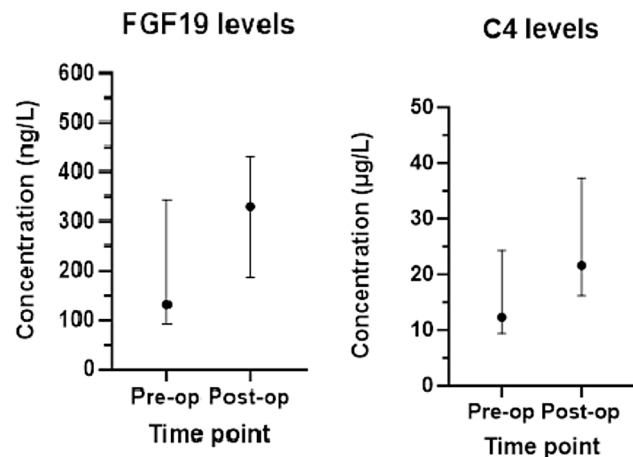 FGF19 levels
Concentration (ng/L)
600
500
400
300
200
100
0
Pre-op Post-op
Time point
C4 levels
Concentration (µg/L)
50
40
30
20
10
0
Pre-op Post-op
Time point